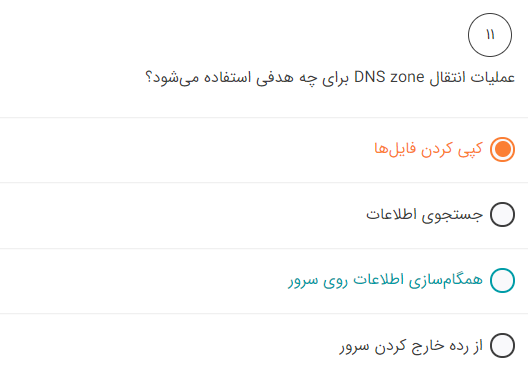 ۱۱
عملیات انتقال DNS zone برای چه هدفی استفاده می‌شود؟
کپی کردن فایل‌ها
جستجوی اطلاعات
همگام‌سازی اطلاعات روی سرور
از رده خارج کردن سرور